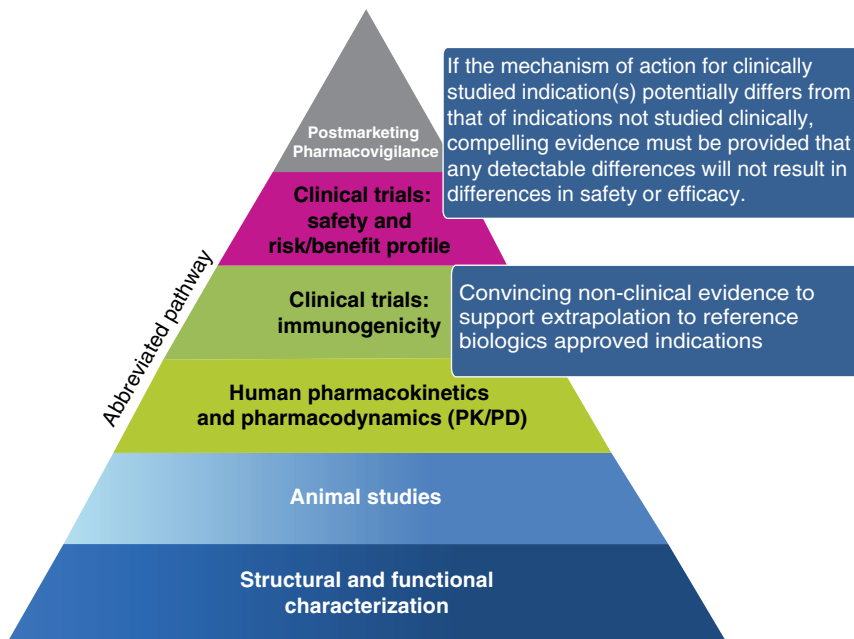 Postmarketing
Pharmacovigilance
If the mechanism of action for clinically
studied indication(s) potentially differs from
that of indications not studied clinically,
compelling evidence must be provided that
any detectable differences will not result in
differences in safety or efficacy.
Clinical trials:
safety and
risk/benefit profile
Abbreviated pathway
Clinical trials:
immunogenicity
Convincing non-clinical evidence to
support extrapolation to reference
biologics approved indications
Human pharmacokinetics
and pharmacodynamics (PK/PD)
Animal studies
Structural and functional
characterization